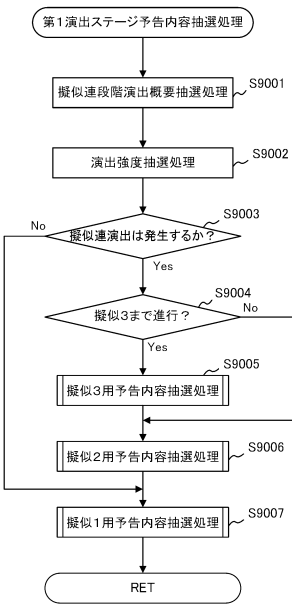 第1演出ステージ予告内容抽選処理
S9001
擬似連段階演出概要抽選処理
S9002
演出強度抽選処理
S9003
擬似連演出は発生するか？
No
Yes
S9004
擬似3まで進行？
No
Yes
S9005
擬似3用予告内容抽選処理
S9006
擬似2用予告内容抽選処理
S9007
擬似1用予告内容抽選処理
RET